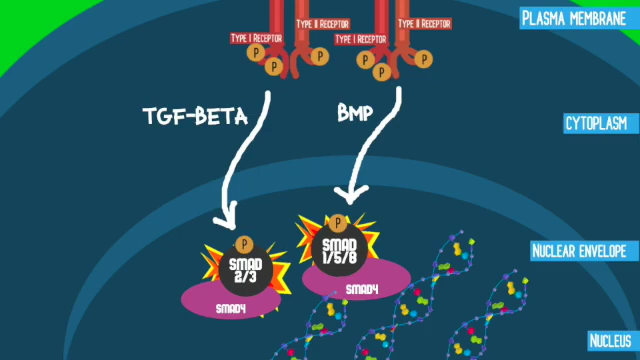 PLASMA MEMBRANE
TYPE II RECEPTOR
TYPE II RECEPTOR
TYPE I RECEPTOR
TYPE I RECEPTOR
P
P
P
P
P
P
TGF-BETA
BMP
CYTOPLASM
P
SMAD
1/5/8
P
SMAD
2/3
NUCLEAR ENVELOPE
SMAD4
SMAD4
NUCLEUS